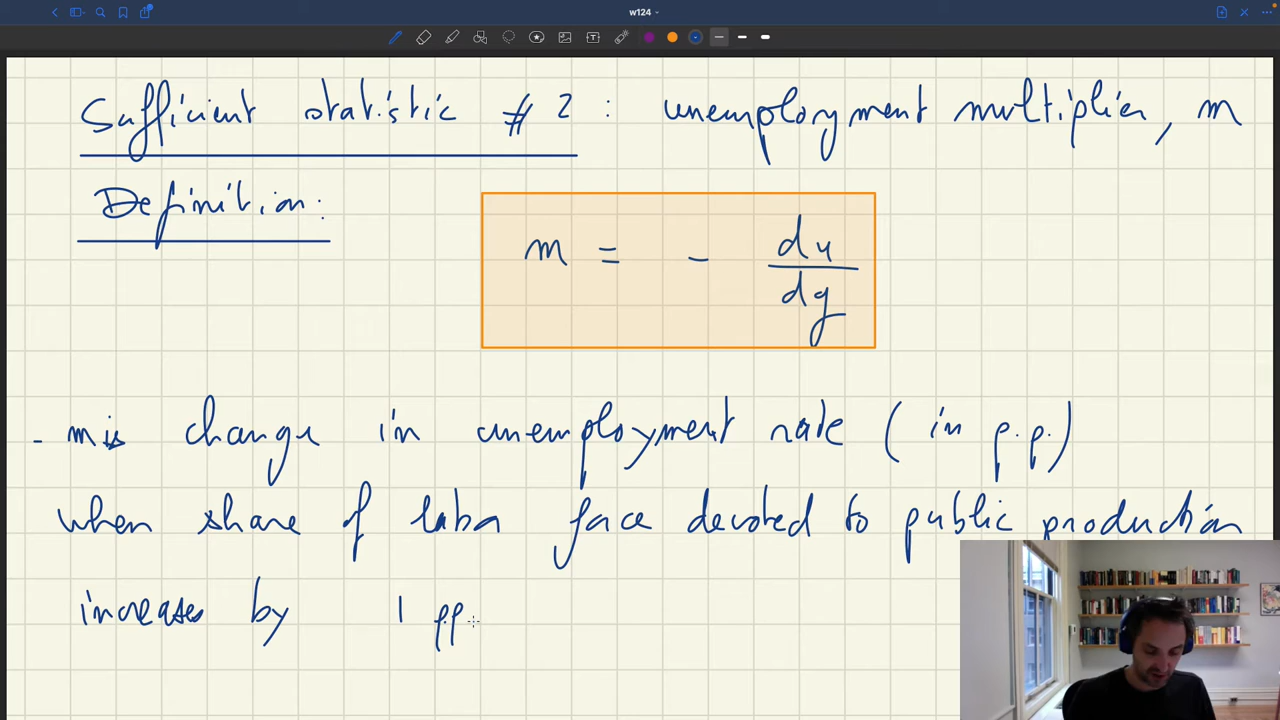 w124
Sufficient statistic # 2 : unemployment multiplier, m
Definition:
m = - du/dg
- m is change in unemployment rate (in p.p.)
when share of labor force devoted to public production
increases by 1 pp.